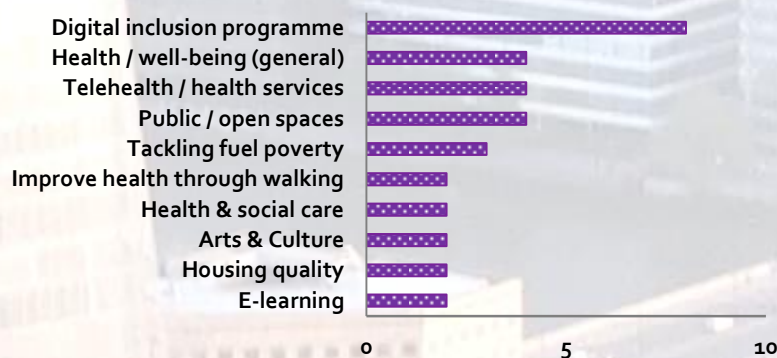 Digital inclusion programme
Health / well-being (general)
Telehealth / health services
Public / open spaces
Tackling fuel poverty
Improve health through walking
Health & social care
Arts & Culture
Housing quality
E-learning
0 5 10